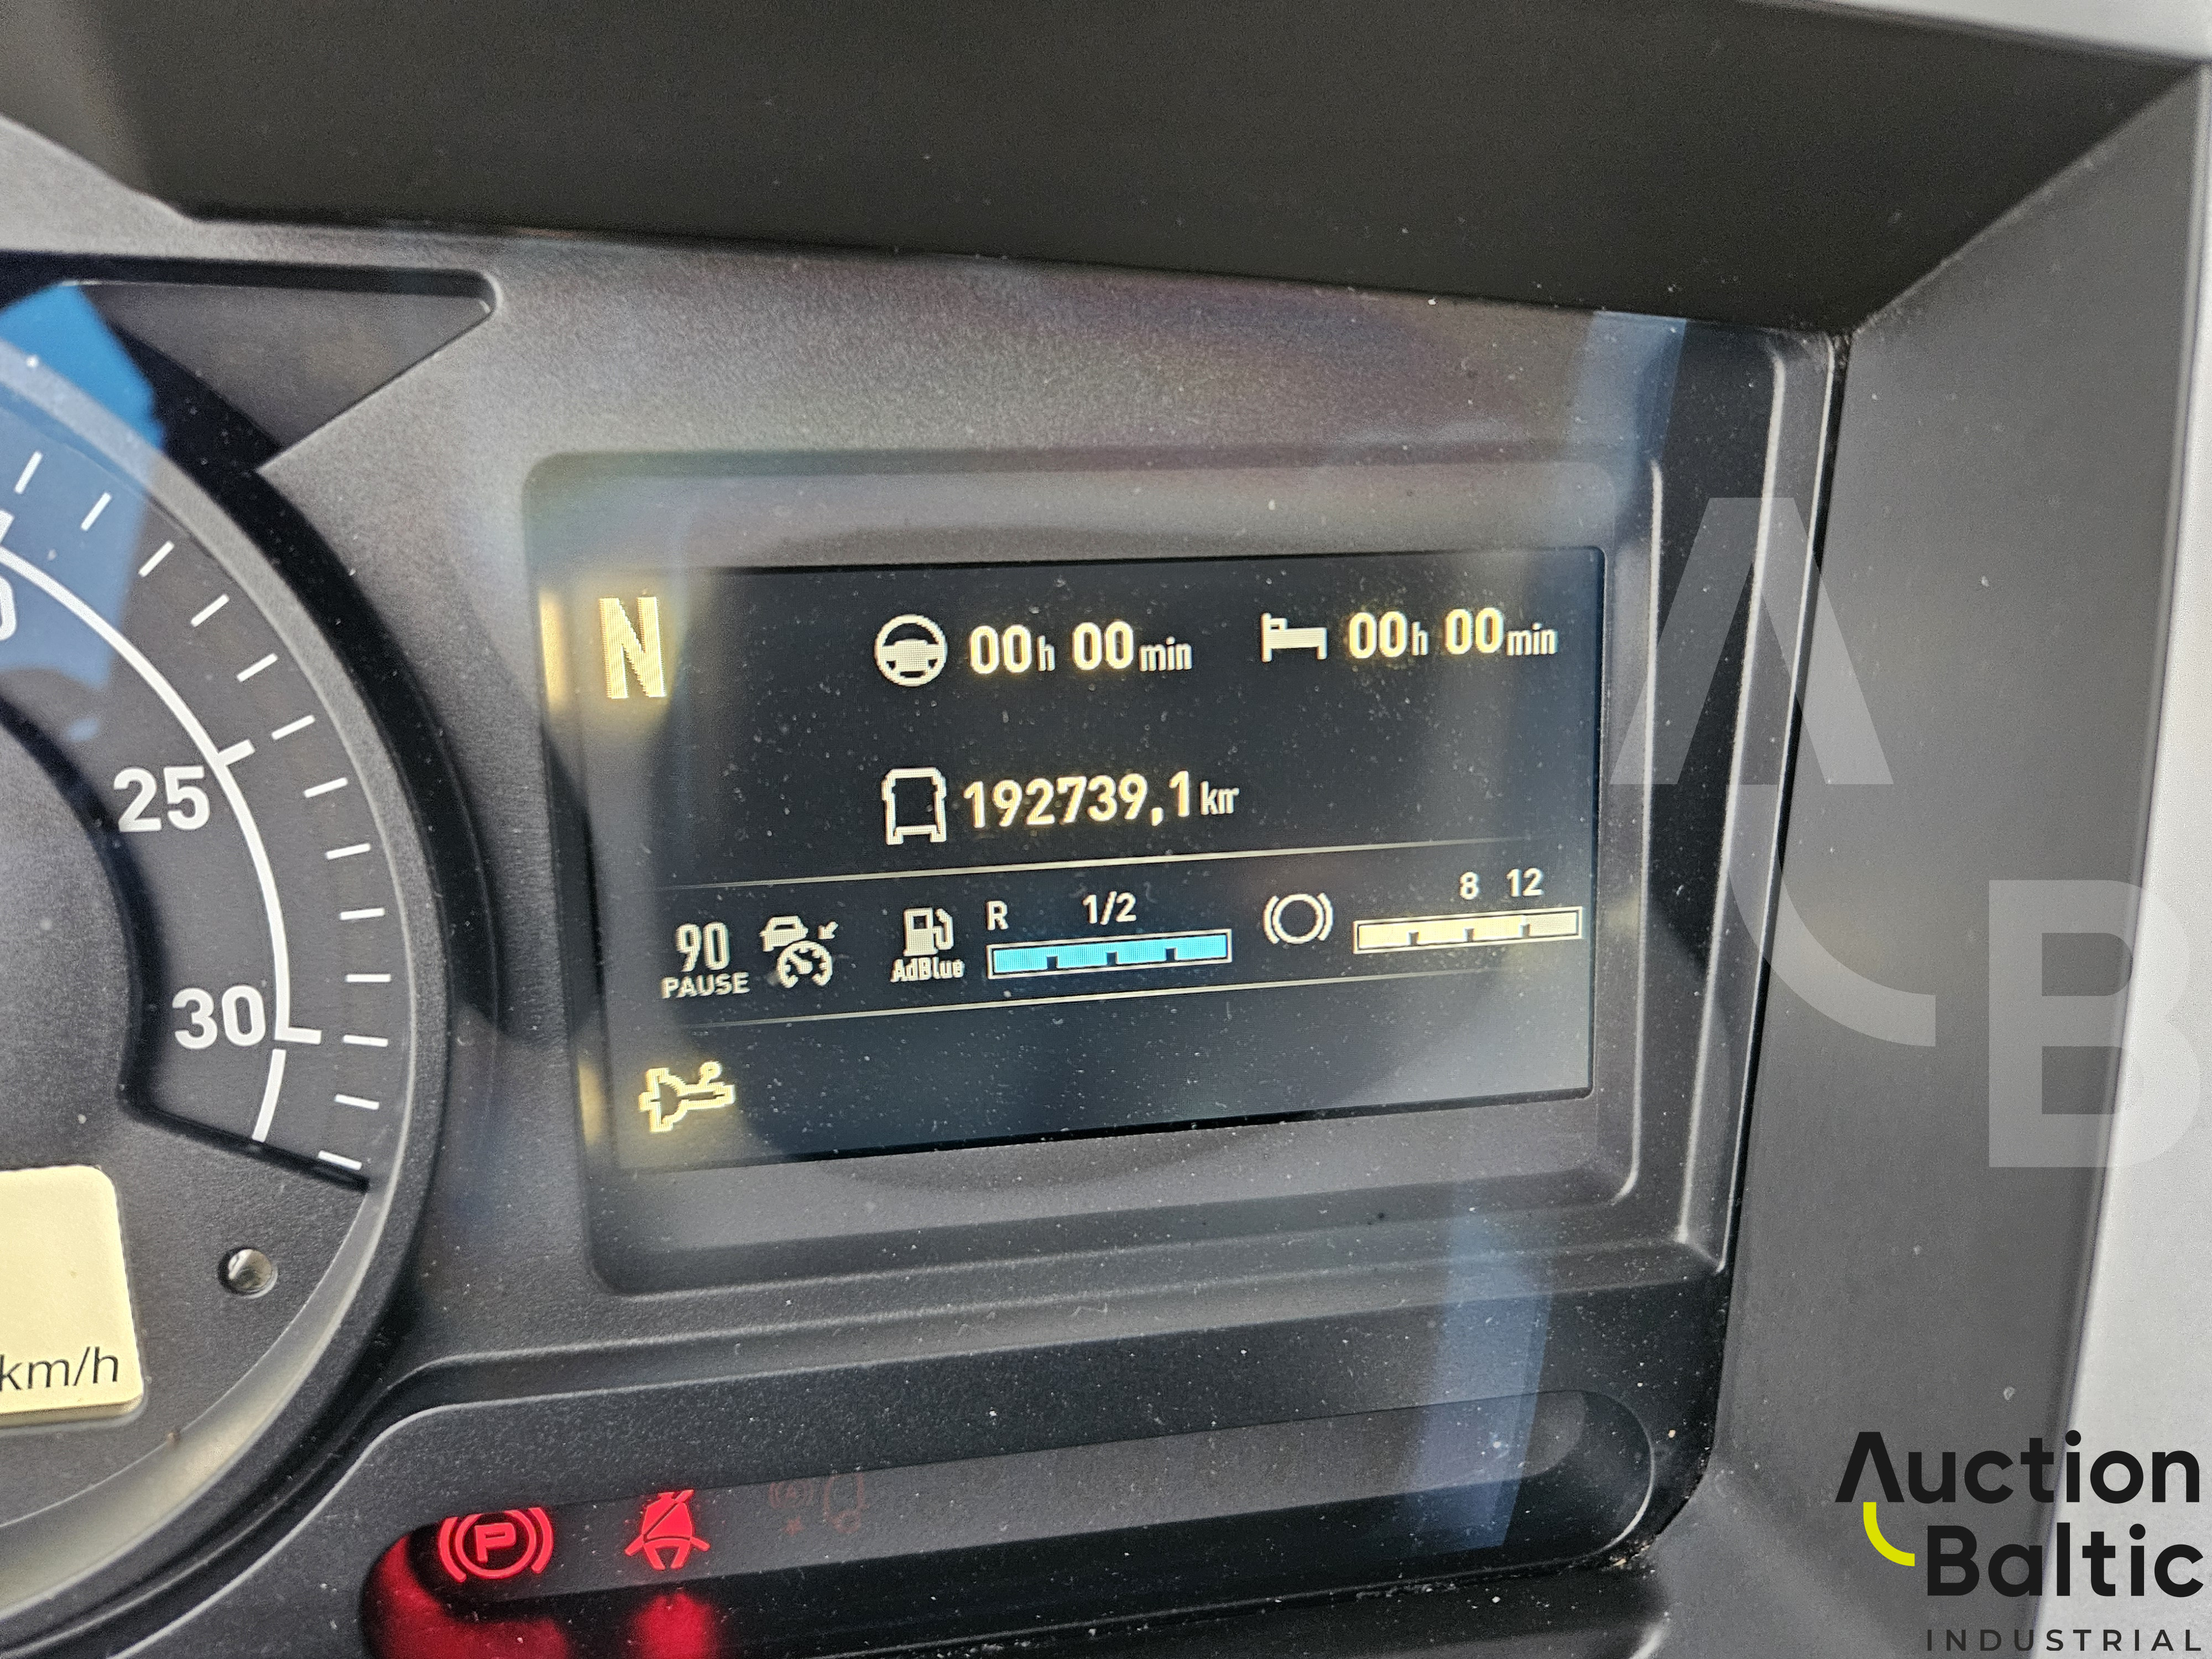 N 00h 00min 00h 00min
192739,1 km
R 1/2 8 12
90
PAUSE
AdBlue
25
30
km/h
P
AB
Auction
Baltic
INDUSTRIAL